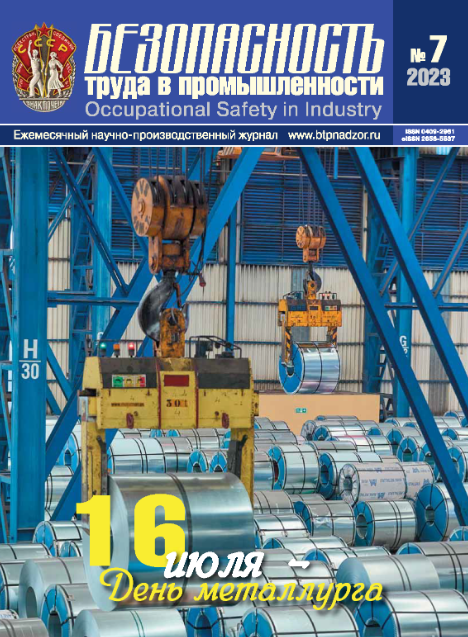 БЕЗОПАСНОСТЬ
труда в промышленности
Occupational Safety in Industry
№ 7
2023
Ежемесячный научно-производственный журнал www.btpnadzor.ru
ISSN 0409-2961
eISSN 2658-5537
H
30
G
303
16
июля –
День металлурга